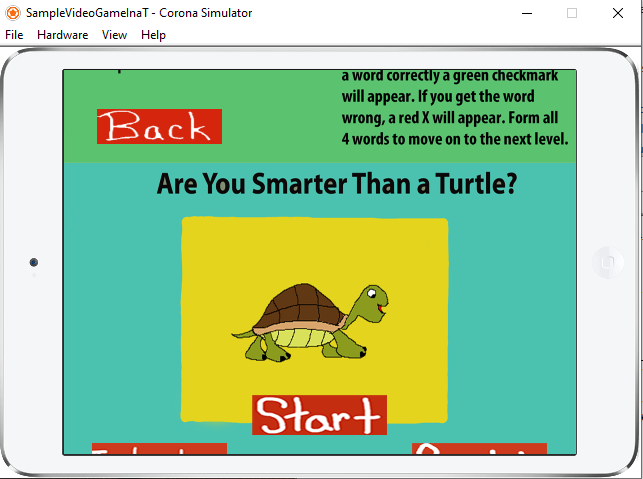 SampleVideoGameInaT - Corona Simulator
File Hardware View Help
a word correctly a green checkmark
will appear. If you get the word
wrong, a red X will appear. Form all
4 words to move on to the next level.
Back
Are You Smarter Than a Turtle?
Start